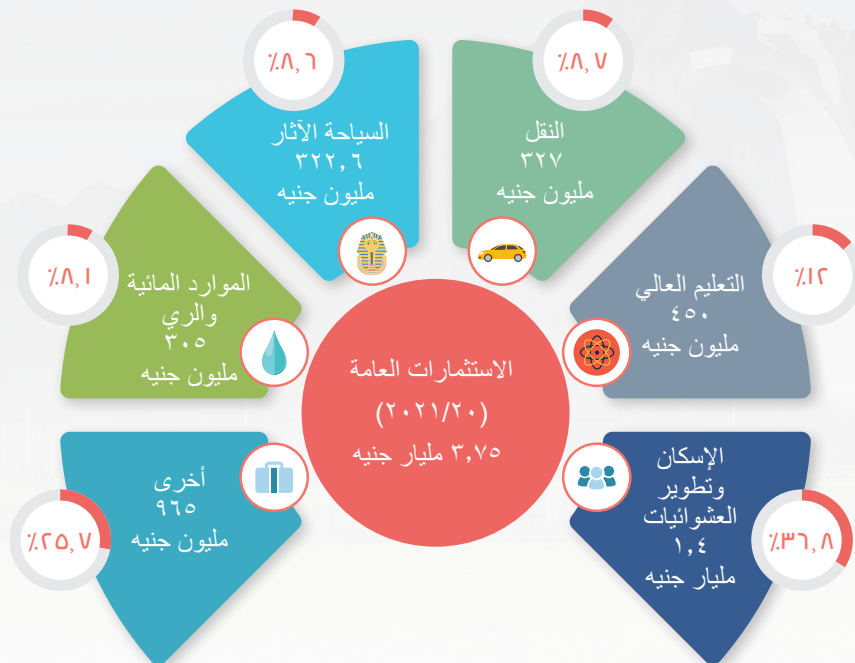 ٪٨,٧
النقل
٣٢٧
مليون جنيه
٪٨,٦
السياحة الآثار
٣٢٢,٦
مليون جنيه
٪١٢
التعليم العالي
٤٥٠
مليون جنيه
٪٨,١
الموارد المائية
والري
٣٠٥
مليون جنيه
الاستثمارات العامة
(٢٠٢١/٢٠)
٣,٧٥ مليار جنيه
٪٣٦,٨
الإسكان
وتطوير
العشوائيات
١,٤
مليار جنيه
٪٢٥,٧
أخرى
٩٦٥
مليون جنيه